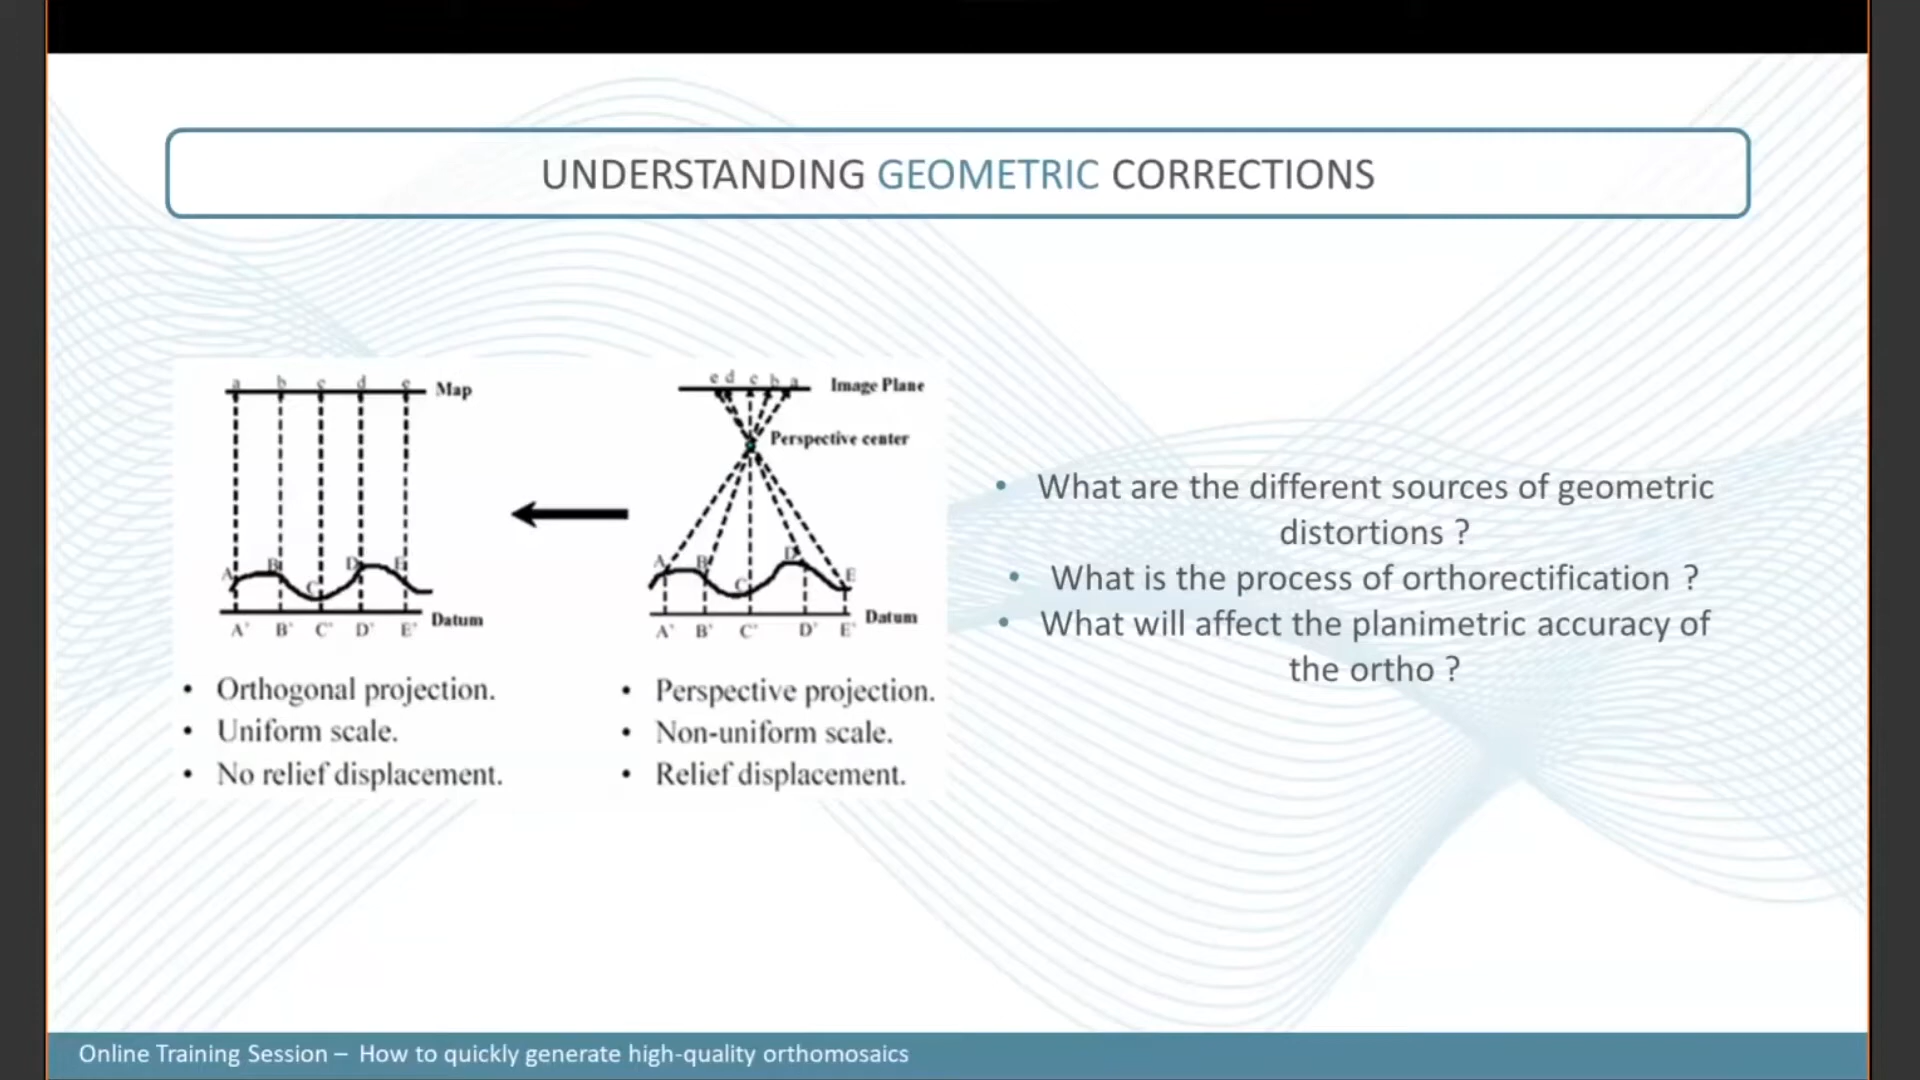 UNDERSTANDING GEOMETRIC CORRECTIONS
a b c d e
Map
A B C D E
Datum
A' B' C' D' E'
• Orthogonal projection.
• Uniform scale.
• No relief displacement.
e d c b a
Image Plane
Perspective center
A B C D E
Datum
A' B' C' D' E'
• Perspective projection.
• Non-uniform scale.
• Relief displacement.
• What are the different sources of geometric
distortions ?
• What is the process of orthorectification ?
• What will affect the planimetric accuracy of
the ortho ?
Online Training Session – How to quickly generate high-quality orthomosaics